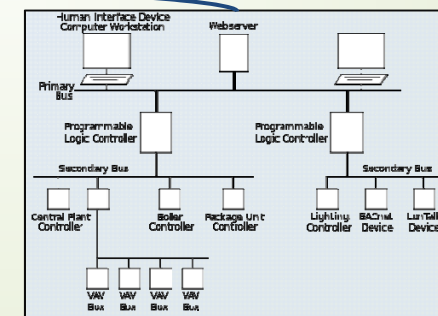 Human Interface Device
Computer Workstation
Webserver
Primary
Bus
Programmable
Logic Controller
Programmable
Logic Controller
Secondary Bus
Secondary Bus
Central Plant
Controller
Boiler
Controller
Package Unit
Controller
Lighting
Controller
BACnet
Device
LonTalk
Device
VAV
Box
VAV
Box
VAV
Box
VAV
Box